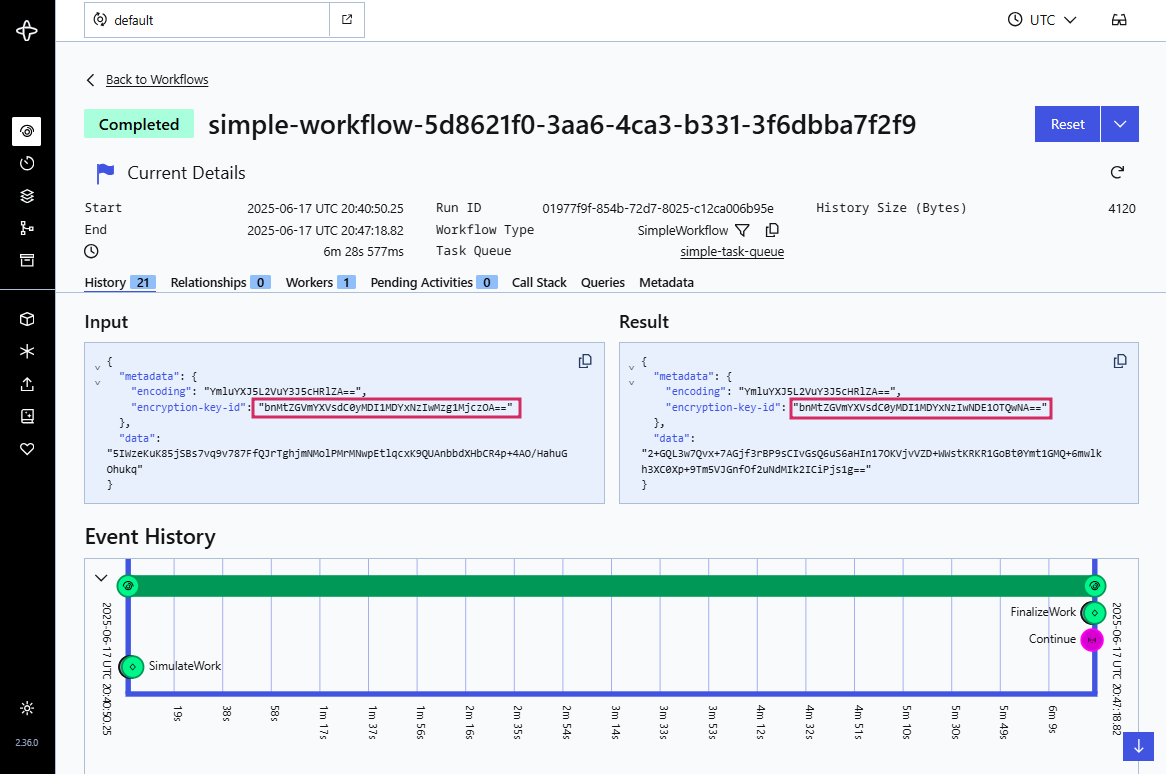 default
UTC
Back to Workflows
Completed
simple-workflow-5d8621f0-3aa6-4ca3-b331-3f6dbba7f2f9
Reset
Current Details
Start 2025-06-17 UTC 20:40:50.25
Run ID 01977f9f-854b-72d7-8025-c12ca006b95e
History Size (Bytes) 4120
End 2025-06-17 UTC 20:47:18.82
Workflow Type SimpleWorkflow
6m 28s 577ms
Task Queue simple-task-queue
History 21 Relationships 0 Workers 1 Pending Activities 0 Call Stack Queries Metadata
Input
{
"metadata": {
"encoding": "YmluYXJ5L2VuY3J5cHRlZA==",
"encryption-key-id": "bnMtZGVmYXVsdC0yMDI1MDYxNzIwMzg1MjczOA=="
},
"data":
"5IWzeKuK85jSBs7vq9v787FfQJrTghjmNMolPMrMNwpEtlqcxK9QUAnbbdXHbCR4p+4AO/HahuG
Ohukq"
}
Result
{
"metadata": {
"encoding": "YmluYXJ5L2VuY3J5cHRlZA==",
"encryption-key-id": "bnMtZGVmYXVsdC0yMDI1MDYxNzIwNDE1OTQwNA=="
},
"data":
"2+GQL3w7Qvx+7AGjf3rBP9sCIvGsQ6uS6aHIn17OKVjvVZD+WWstKRKR1GoBt0Ymt1GMQ+6mwlk
h3XC0Xp+9Tm5VJGnfOf2uNdMIk2ICiPjs1g=="
}
Event History
2025-06-17 UTC 20:40:50.25
FinalizeWork
Continue
SimulateWork
2025-06-17 UTC 20:47:18.82
19s
38s
58s
1m 17s
1m 37s
1m 56s
2m 16s
2m 35s
2m 54s
3m 14s
3m 33s
3m 53s
4m 12s
4m 32s
4m 51s
5m 10s
5m 30s
5m 49s
6m 9s
2.36.0